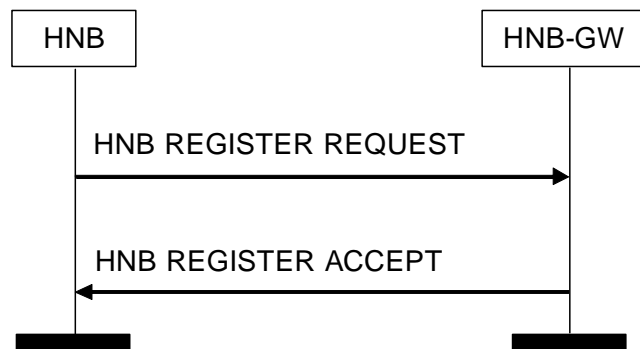 HNB
HNB-GW
HNB REGISTER REQUEST
HNB REGISTER ACCEPT